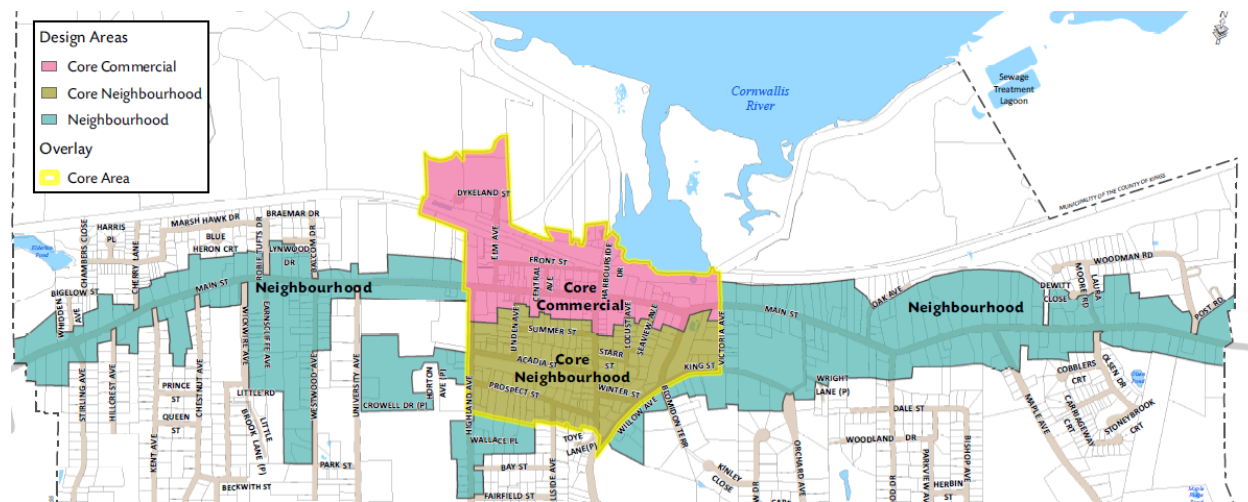 Design Areas
Core Commercial
Core Neighbourhood
Neighbourhood
Overlay
Core Area
Cornwallis
River
Sewage
Treatment
Lagoon
MUNICIPALITY OF THE COUNTY OF KINGS
DYKELAND ST
ELM AVE
FRONT ST
CENTRAL
AVE
HARBOURSIDE
DR
Core
Commercial
LINDEN AVE
SUMMER ST
LOCUST AVE
SEAVIEW AVE
VICTORIA AVE
ACADIA ST
STARR
ST
Core
Neighbourhood
KING ST
PROSPECT ST
WINTER ST
WILLOW AVE
BLOMIDON TERR
HIGHLAND AVE
CHAMBERS CLOSE
HARRIS
PL
CHERRY LANE
MARSH HAWK DR
BLUE
HERON CRT
ROBIE TUFTS DR
BRAEMAR DR
LYNWOOD
DR
BALCOM DR
BIGELOW ST
WHIDDEN
AVE
MAIN ST
Neighbourhood
WICKWIRE AVE
EARNSCLIFFE AVE
WESTWOOD AVE
UNIVERSITY AVE
STIRLING AVE
HILLCREST AVE
KENT AVE
CHESTNUT AVE
PRINCE
ST
QUEEN
ST
LITTLE RD
LITTLE
BROOK LANE (P)
BECKWITH ST
PARK ST
HORTON
AVE (P)
CROWELL DR (P)
WALLACE PL
BAY ST
FAIRFIELD ST
TOYE
LANE(P)
MAIN ST
OAK AVE
Neighbourhood
DEWITT
CLOSE
MOORE RD
LAURA
WOODMAN RD
POST RD
WRIGHT
LANE (P)
DALE ST
WOODLAND DR
PARKVIEW AVE
BISHOP AVE
HERBIN
ST
ORCHARD AVE
KINLEY
CLOSE
MAPLE AVE
COBBLERS
CRT
OLSEN DR
CARRIAGEWAY
CRT
STONEYBROOK
CRT